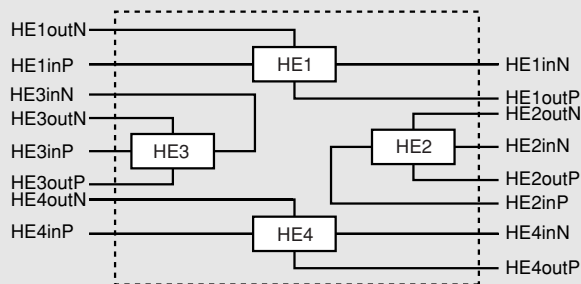 HE1outN
HE1inP
HE3inN
HE3outN
HE3inP
HE3outP
HE4outN
HE4inP
HE1
HE3
HE2
HE4
HE1inN
HE1outP
HE2outN
HE2inN
HE2outP
HE2inP
HE4inN
HE4outP